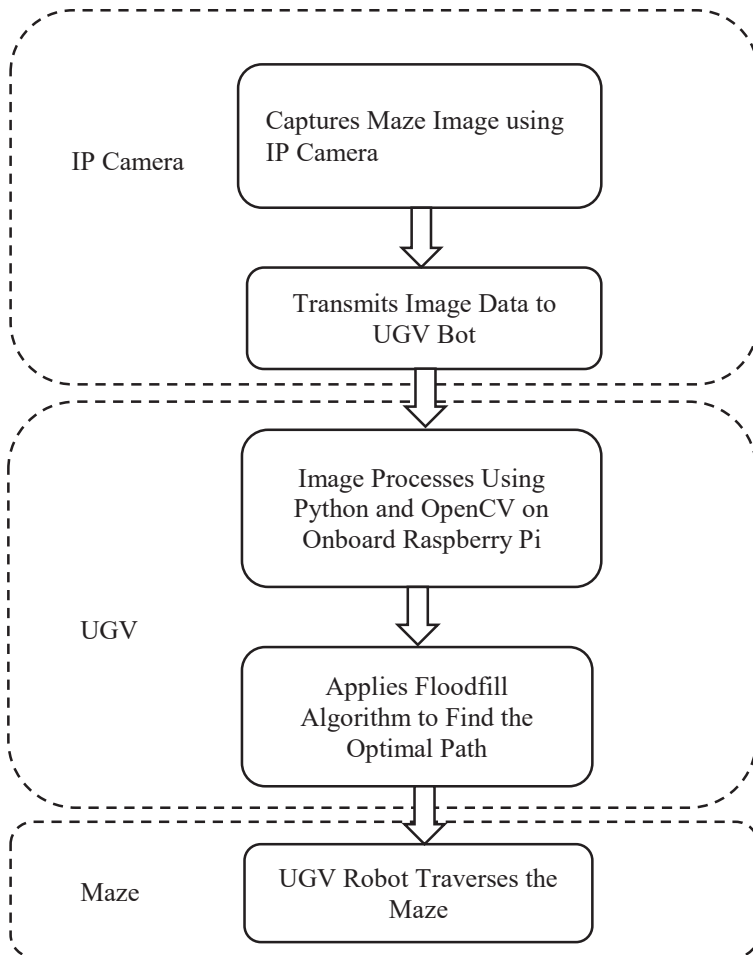 IP Camera
Captures Maze Image using
IP Camera
Transmits Image Data to
UGV Bot
UGV
Image Processes Using
Python and OpenCV on
Onboard Raspberry Pi
Applies Floodfill
Algorithm to Find the
Optimal Path
Maze
UGV Robot Traverses the
Maze